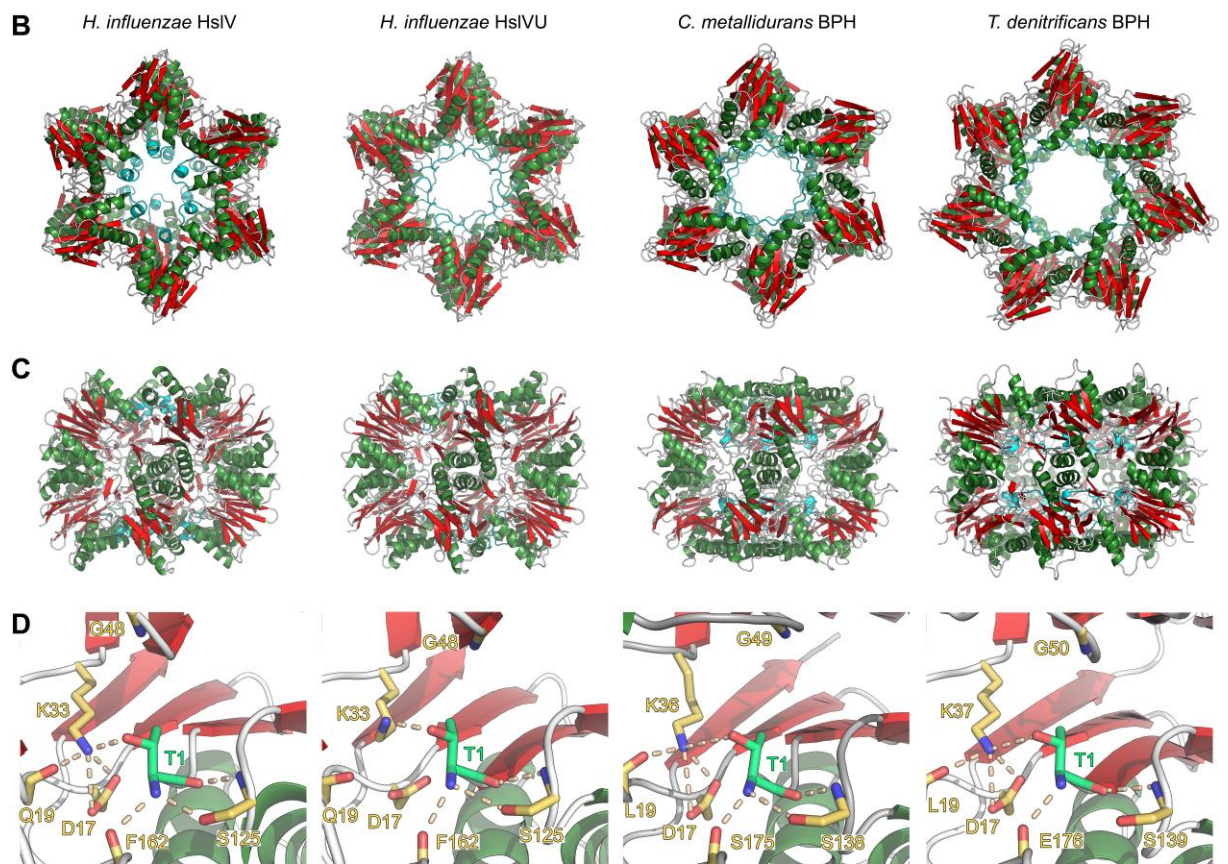 B
H. influenzae HslV
H. influenzae HslVU
C. metallidurans BPH
T. denitrificans BPH
C
D
G48
K33
T1
Q19
D17
F162
S125
G48
K33
T1
D17
F162
S125
G49
K36
T1
L19
D17
S175
S138
G50
K37
T1
L19
D17
E176
S139